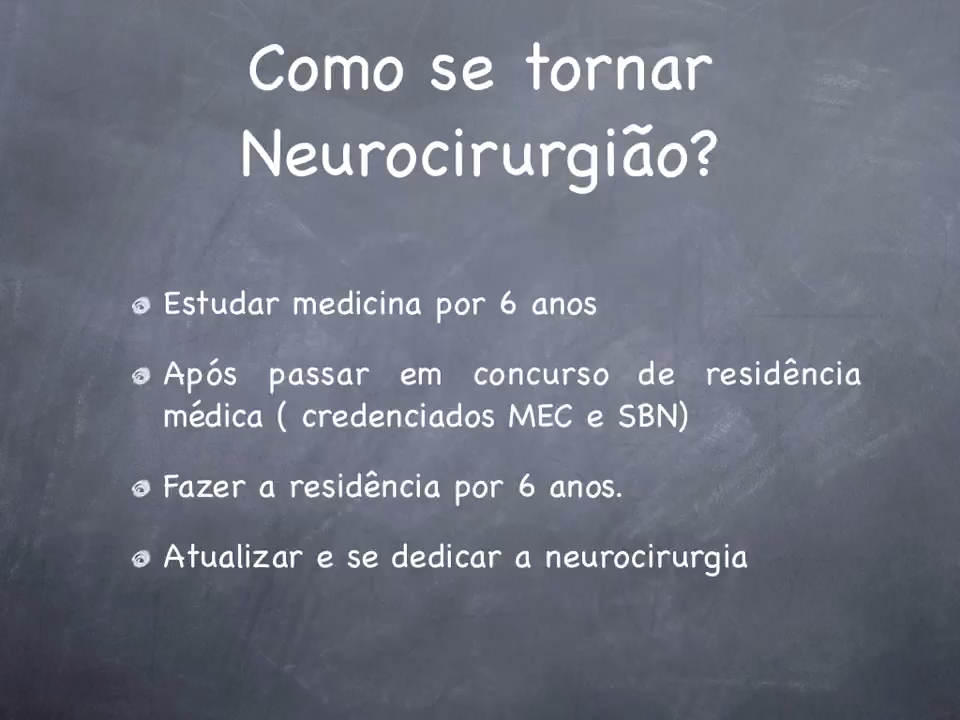 Como se tornar
Neurocirurgião?
Estudar medicina por 6 anos
Após passar em concurso de residência
médica ( credenciados MEC e SBN)
Fazer a residência por 6 anos.
Atualizar e se dedicar a neurocirurgia